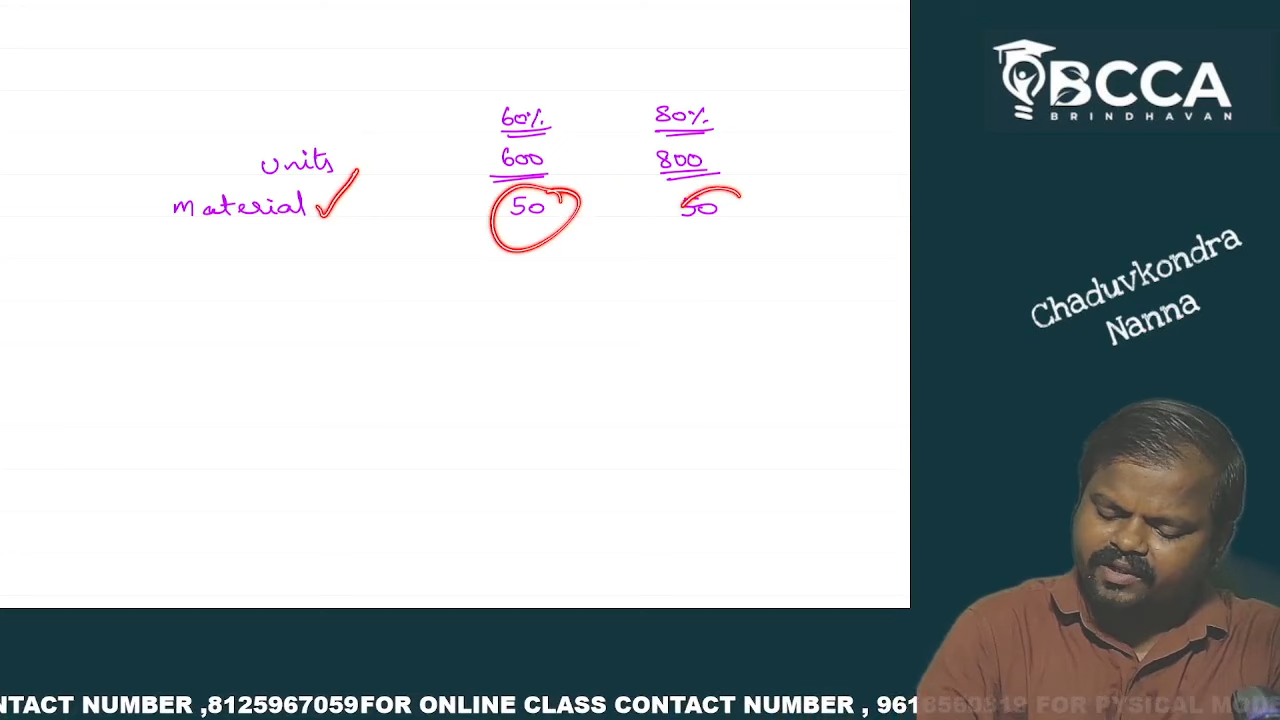 BCCA
BRINDHAVAN
60% 80%
units 600 800
material 50 50
Chaduvkondra
Nanna
NTACT NUMBER ,8125967059FOR ONLINE CLASS CONTACT NUMBER ,